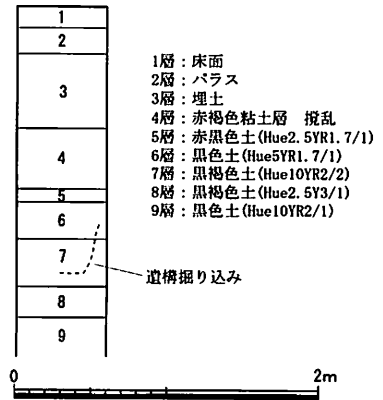 1
2
3
4
5
6
7
8
9
1層：床面
2層：バラス
3層：埋土
4層：赤褐色粘土層　撹乱
5層：赤黒色土(Hue2.5YR1.7/1)
6層：黒色土(Hue5YR1.7/1)
7層：黒褐色土(Hue10YR2/2)
8層：黒褐色土(Hue2.5Y3/1)
9層：黒色土(Hue10YR2/1)
遺構掘り込み
0
2m